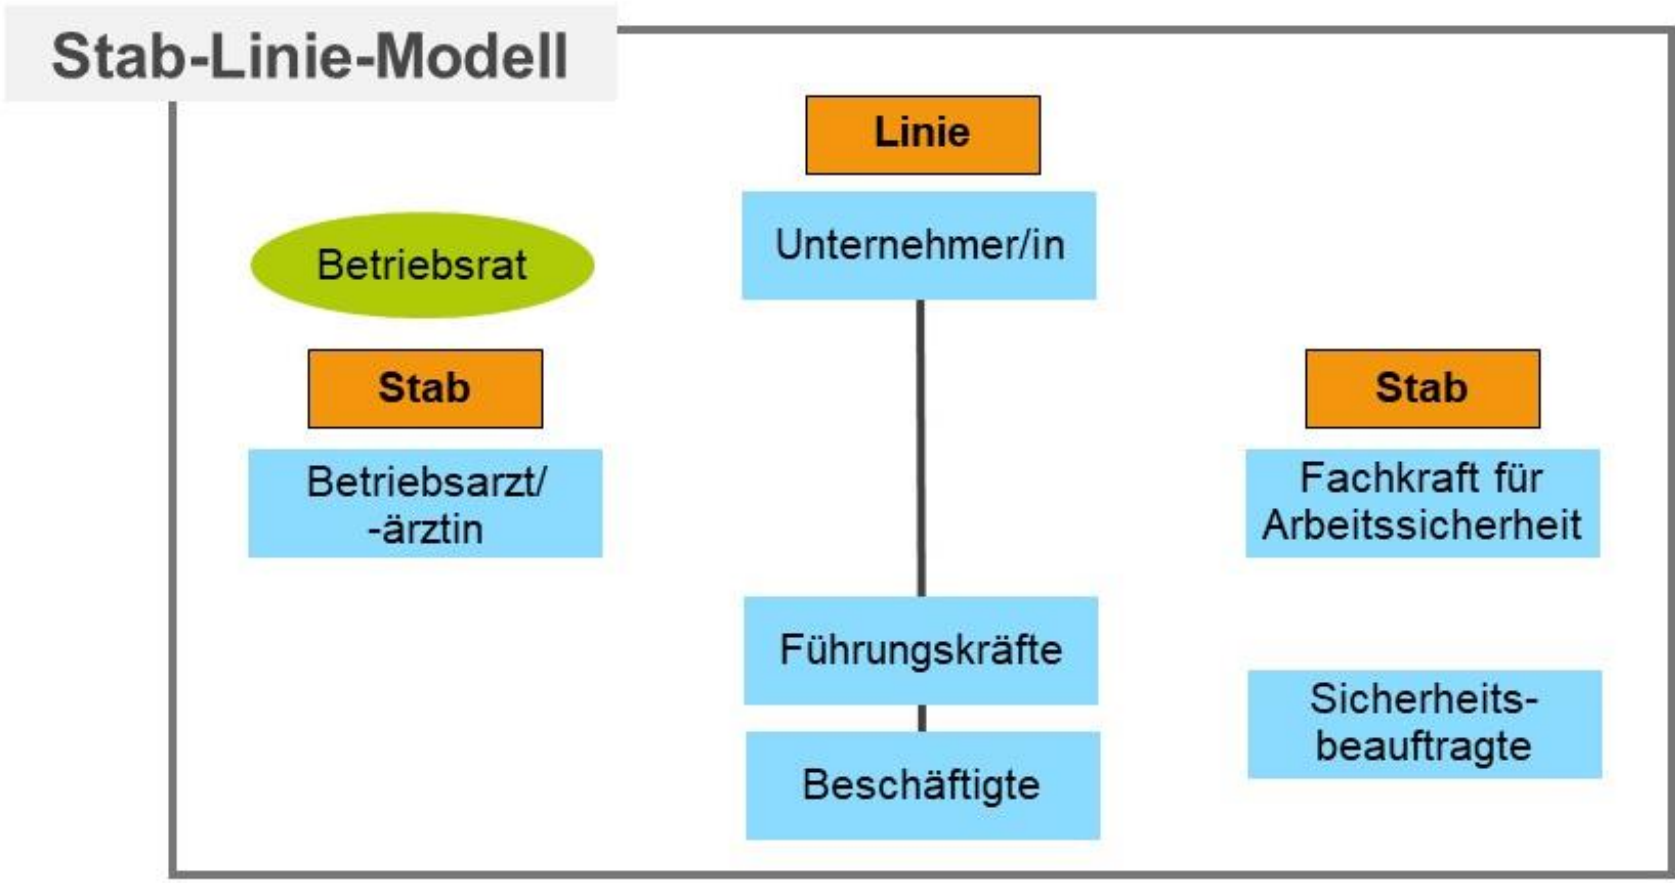 Stab-Linie-Modell
Linie
Unternehmer/in
Betriebsrat
Stab
Betriebsarzt/
-ärztin
Stab
Fachkraft für
Arbeitssicherheit
Führungskräfte
Beschäftigte
Sicherheits-
beauftragte